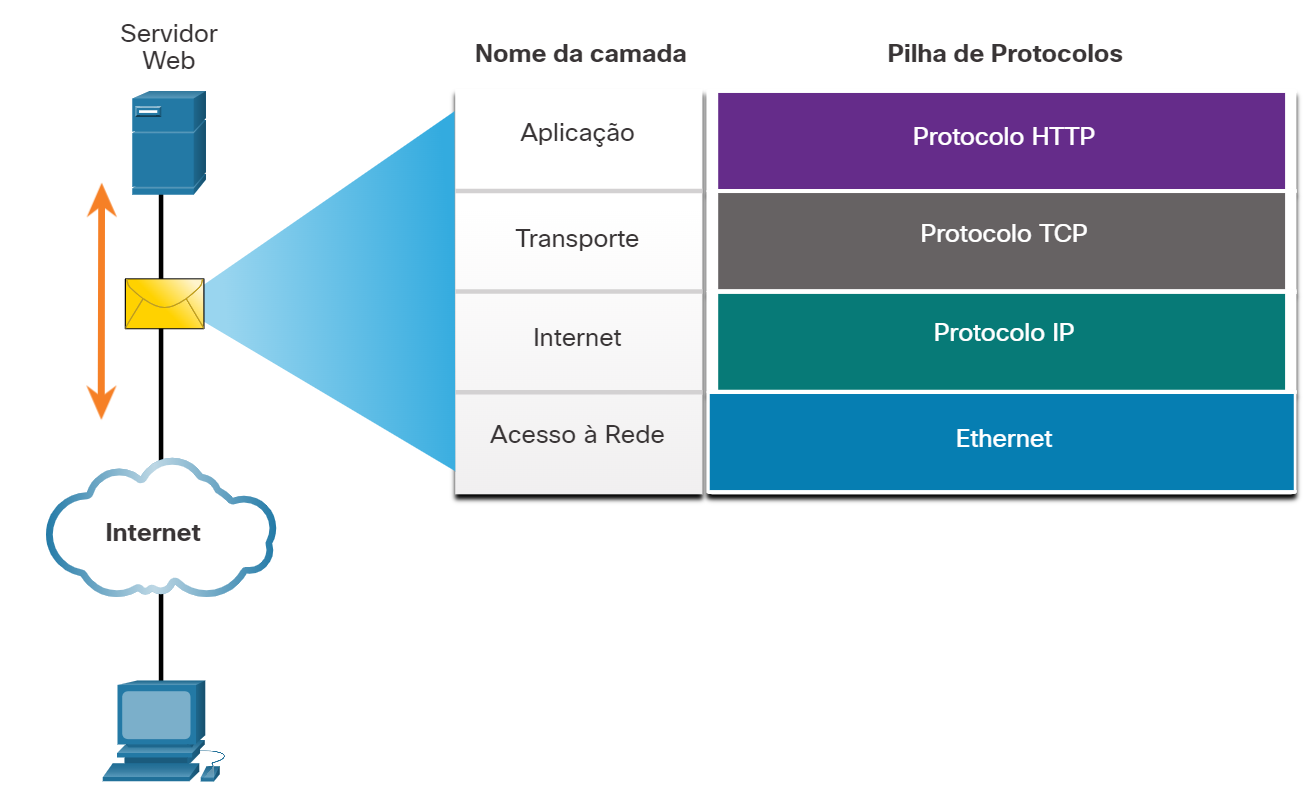 Servidor
Web
Nome da camada
Pilha de Protocolos
Aplicação
Protocolo HTTP
Transporte
Protocolo TCP
Internet
Protocolo IP
Acesso à Rede
Ethernet
Internet